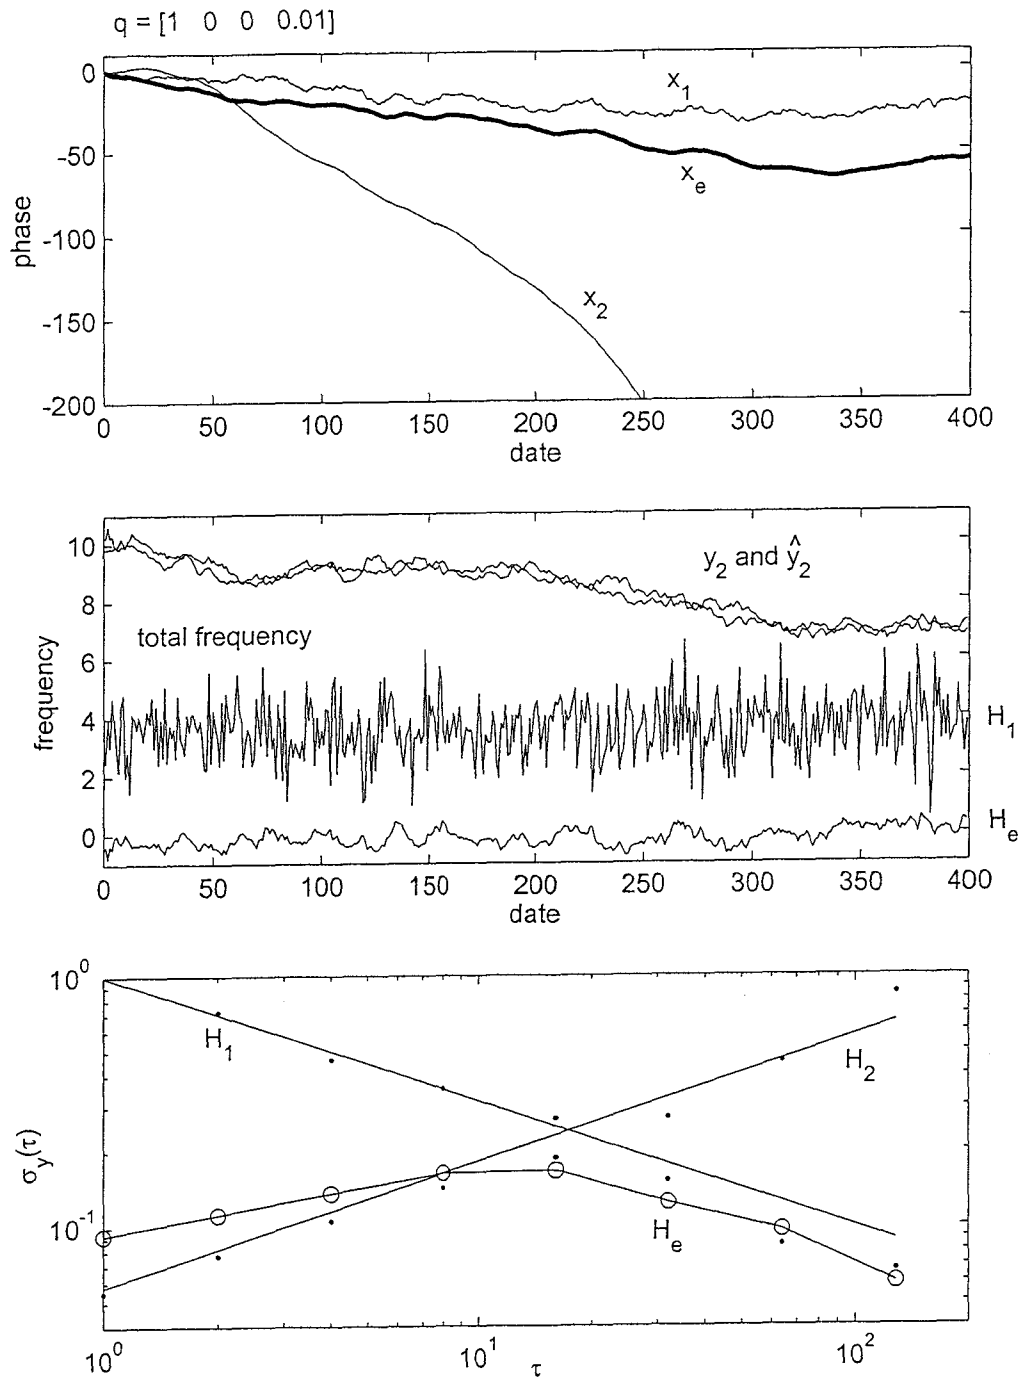 q = [1 0 0 0.01]
0
-50
-100
-150
-200
phase
x1
xe
x2
0 50 100 150 200 250 300 350 400
date
10
8
6
4
2
0
frequency
y2 and ŷ2
total frequency
H1
He
0 50 100 150 200 250 300 350 400
date
10^0
10^-1
σy(τ)
H1
H2
He
10^0 10^1 10^2
τ